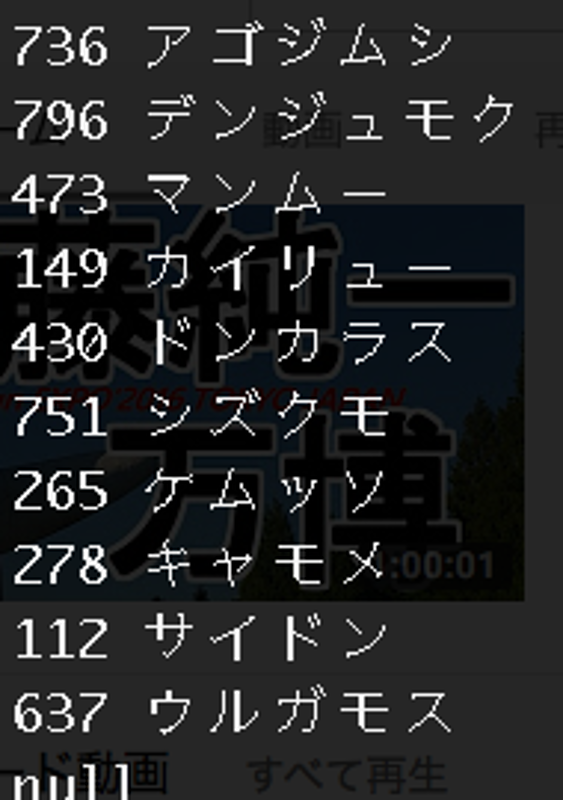 736 アゴジムシ
796 デンジュモク
動画
再
473 マンムー
藤純一
149 カイリュー
430 ドンカラス
EXPO'2016 TOKYO JAPAN
751 シズクモ
万博
265 ケムッソ
278 キャモメ
:00:01
112 サイドン
637 ウルガモス
ード動画 すべて再生
null